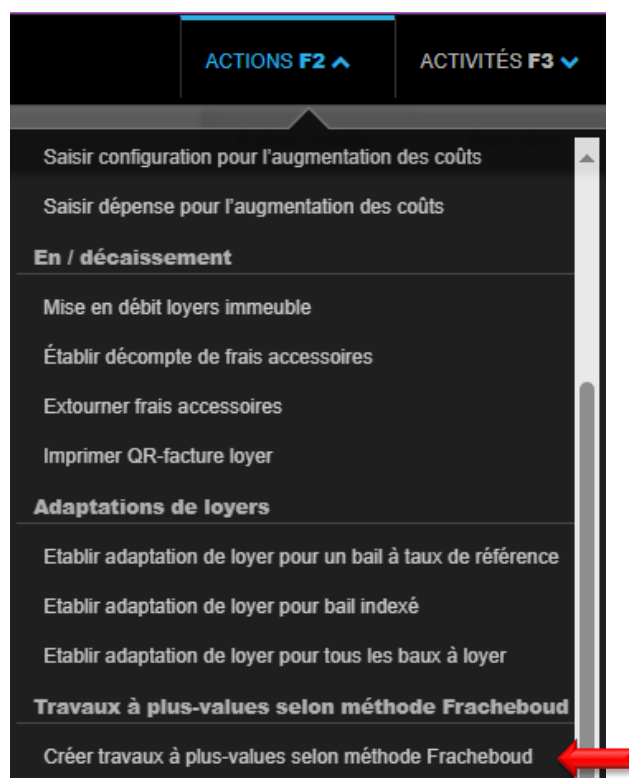 ACTIONS F2 ACTIVITÉS F3
Saisir configuration pour l'augmentation des coûts
Saisir dépense pour l'augmentation des coûts
En / décaissement
Mise en débit loyers immeuble
Établir décompte de frais accessoires
Extourner frais accessoires
Imprimer QR-facture loyer
Adaptations de loyers
Etablir adaptation de loyer pour un bail à taux de référence
Etablir adaptation de loyer pour bail indexé
Etablir adaptation de loyer pour tous les baux à loyer
Travaux à plus-values selon méthode Fracheboud
Créer travaux à plus-values selon méthode Fracheboud